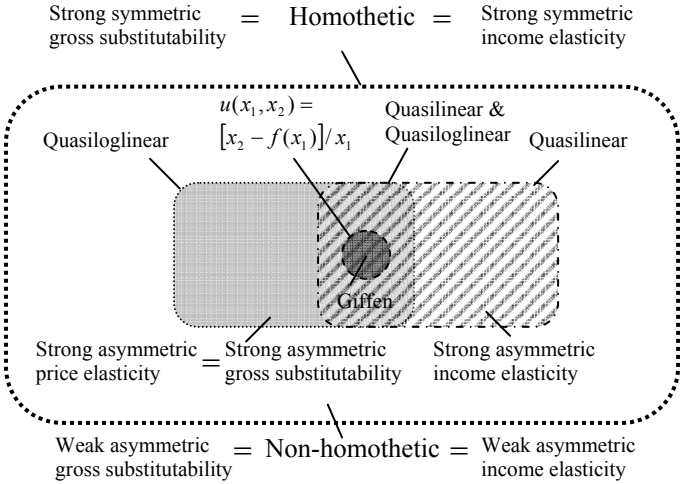 Strong symmetric
gross substitutability = Homothetic = Strong symmetric
income elasticity
u(x₁, x₂) =
[x₂ − f(x₁)]/x₁
Quasilinear &
Quasiloglinear
Quasiloglinear
Quasilinear
Giffen
Strong asymmetric
price elasticity = Strong asymmetric
gross substitutability
Strong asymmetric
income elasticity
Weak asymmetric
gross substitutability = Non-homothetic = Weak asymmetric
income elasticity